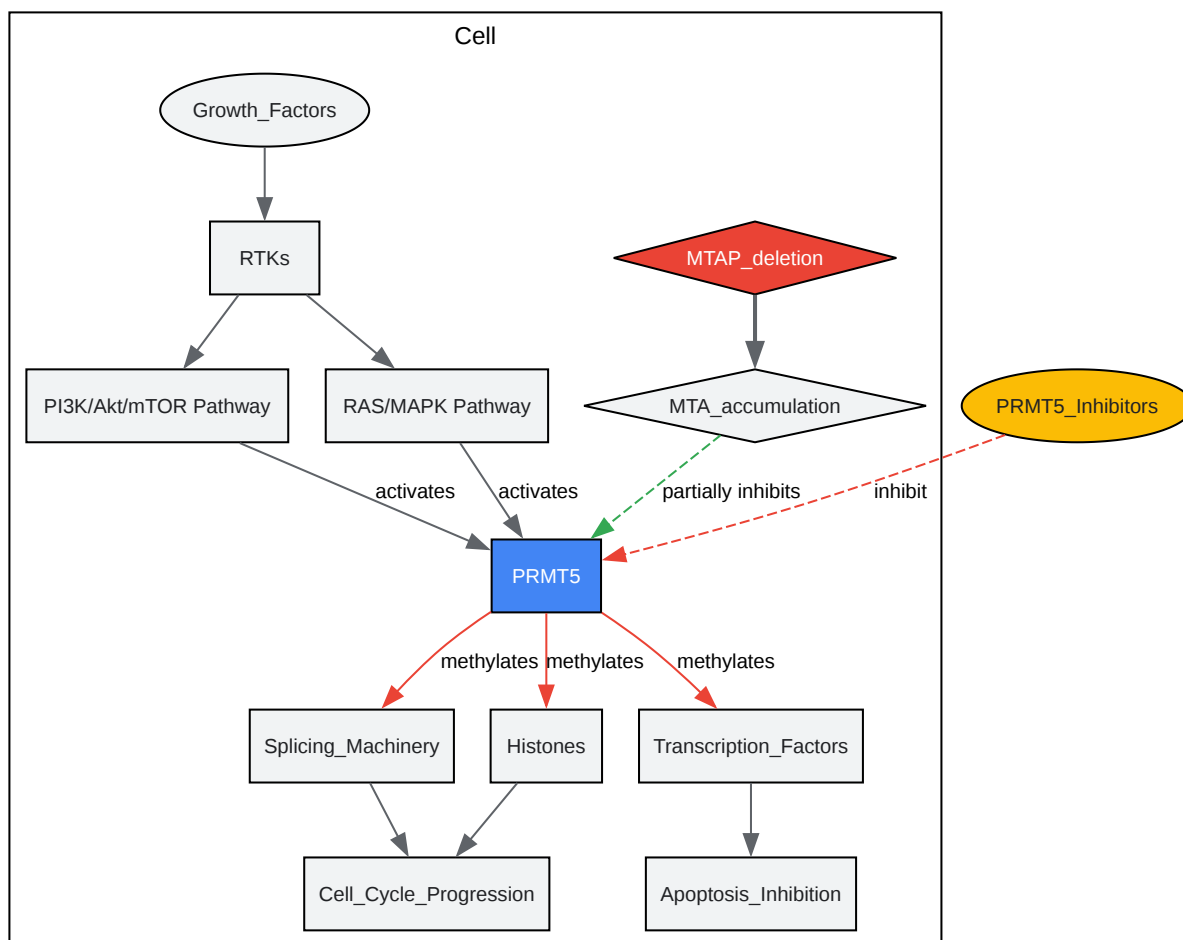 Cell
Growth_Factors
RTKs
MTAP_deletion
PI3K/Akt/mTOR Pathway
RAS/MAPK Pathway
MTA_accumulation
PRMT5_Inhibitors
activates
activates
partially inhibits
inhibit
PRMT5
methylates
methylates
methylates
Splicing_Machinery
Histones
Transcription_Factors
Cell_Cycle_Progression
Apoptosis_Inhibition